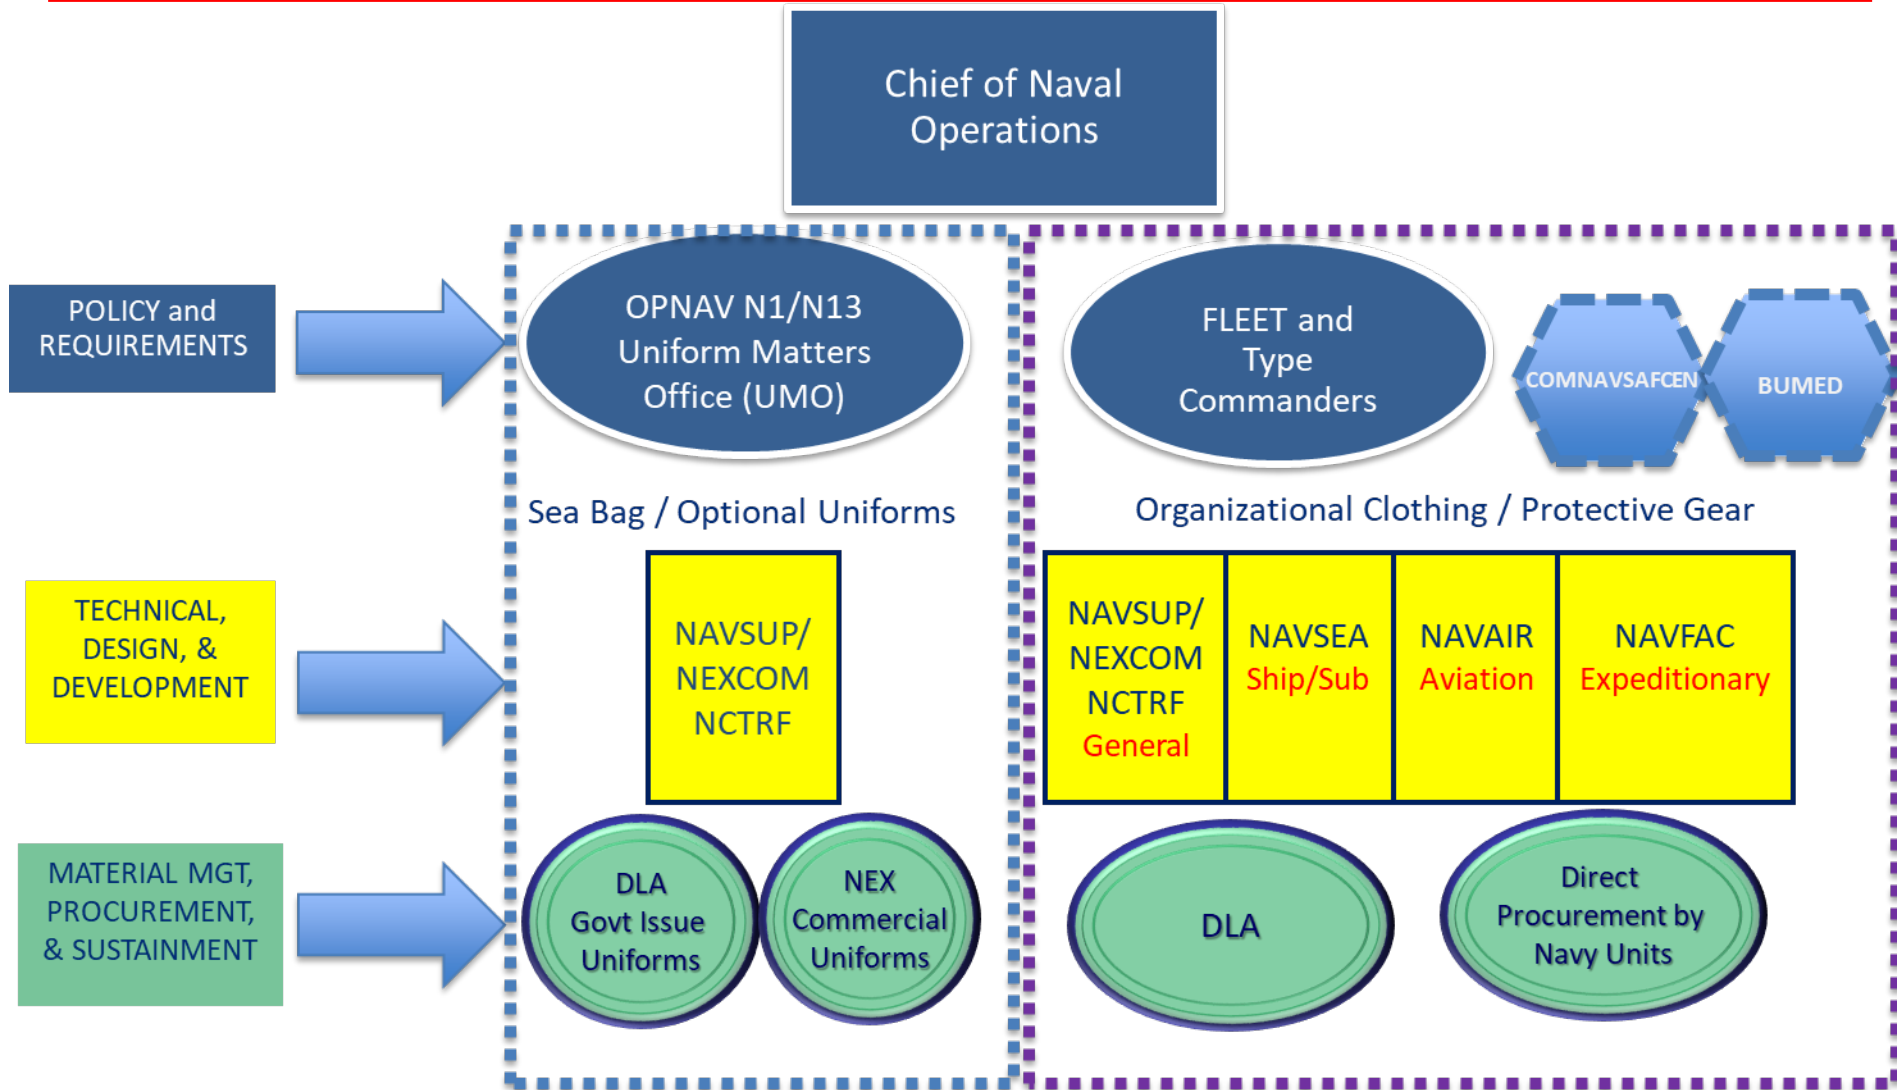 Chief of Naval
Operations
POLICY and
REQUIREMENTS
OPNAV N1/N13
Uniform Matters
Office (UMO)
FLEET and
Type
Commanders
COMNAVSAFCEN
BUMED
Sea Bag / Optional Uniforms
Organizational Clothing / Protective Gear
TECHNICAL,
DESIGN, &
DEVELOPMENT
NAVSUP/
NEXCOM
NCTRF
NAVSUP/
NEXCOM
NCTRF
General
NAVSEA
Ship/Sub
NAVAIR
Aviation
NAVFAC
Expeditionary
MATERIAL MGT,
PROCUREMENT,
& SUSTAINMENT
DLA
Govt Issue
Uniforms
NEX
Commercial
Uniforms
DLA
Direct
Procurement by
Navy Units